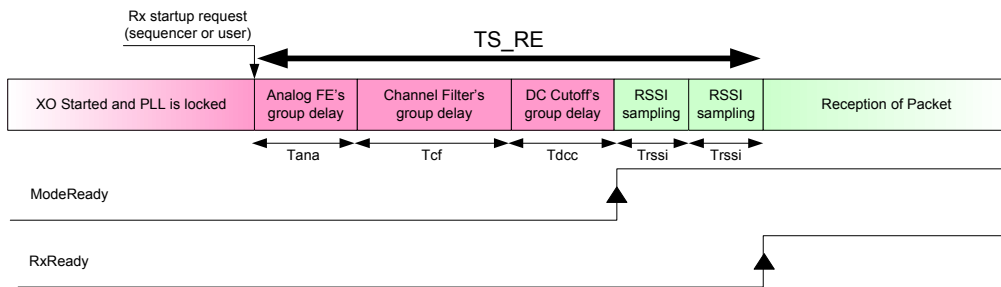 Rx startup request
(sequencer or user)
TS_RE
XO Started and PLL is locked
Analog FE's
group delay
Channel Filter's
group delay
DC Cutoff's
group delay
RSSI
sampling
RSSI
sampling
Reception of Packet
Tana
Tcf
Tdcc
Trssi
Trssi
ModeReady
RxReady